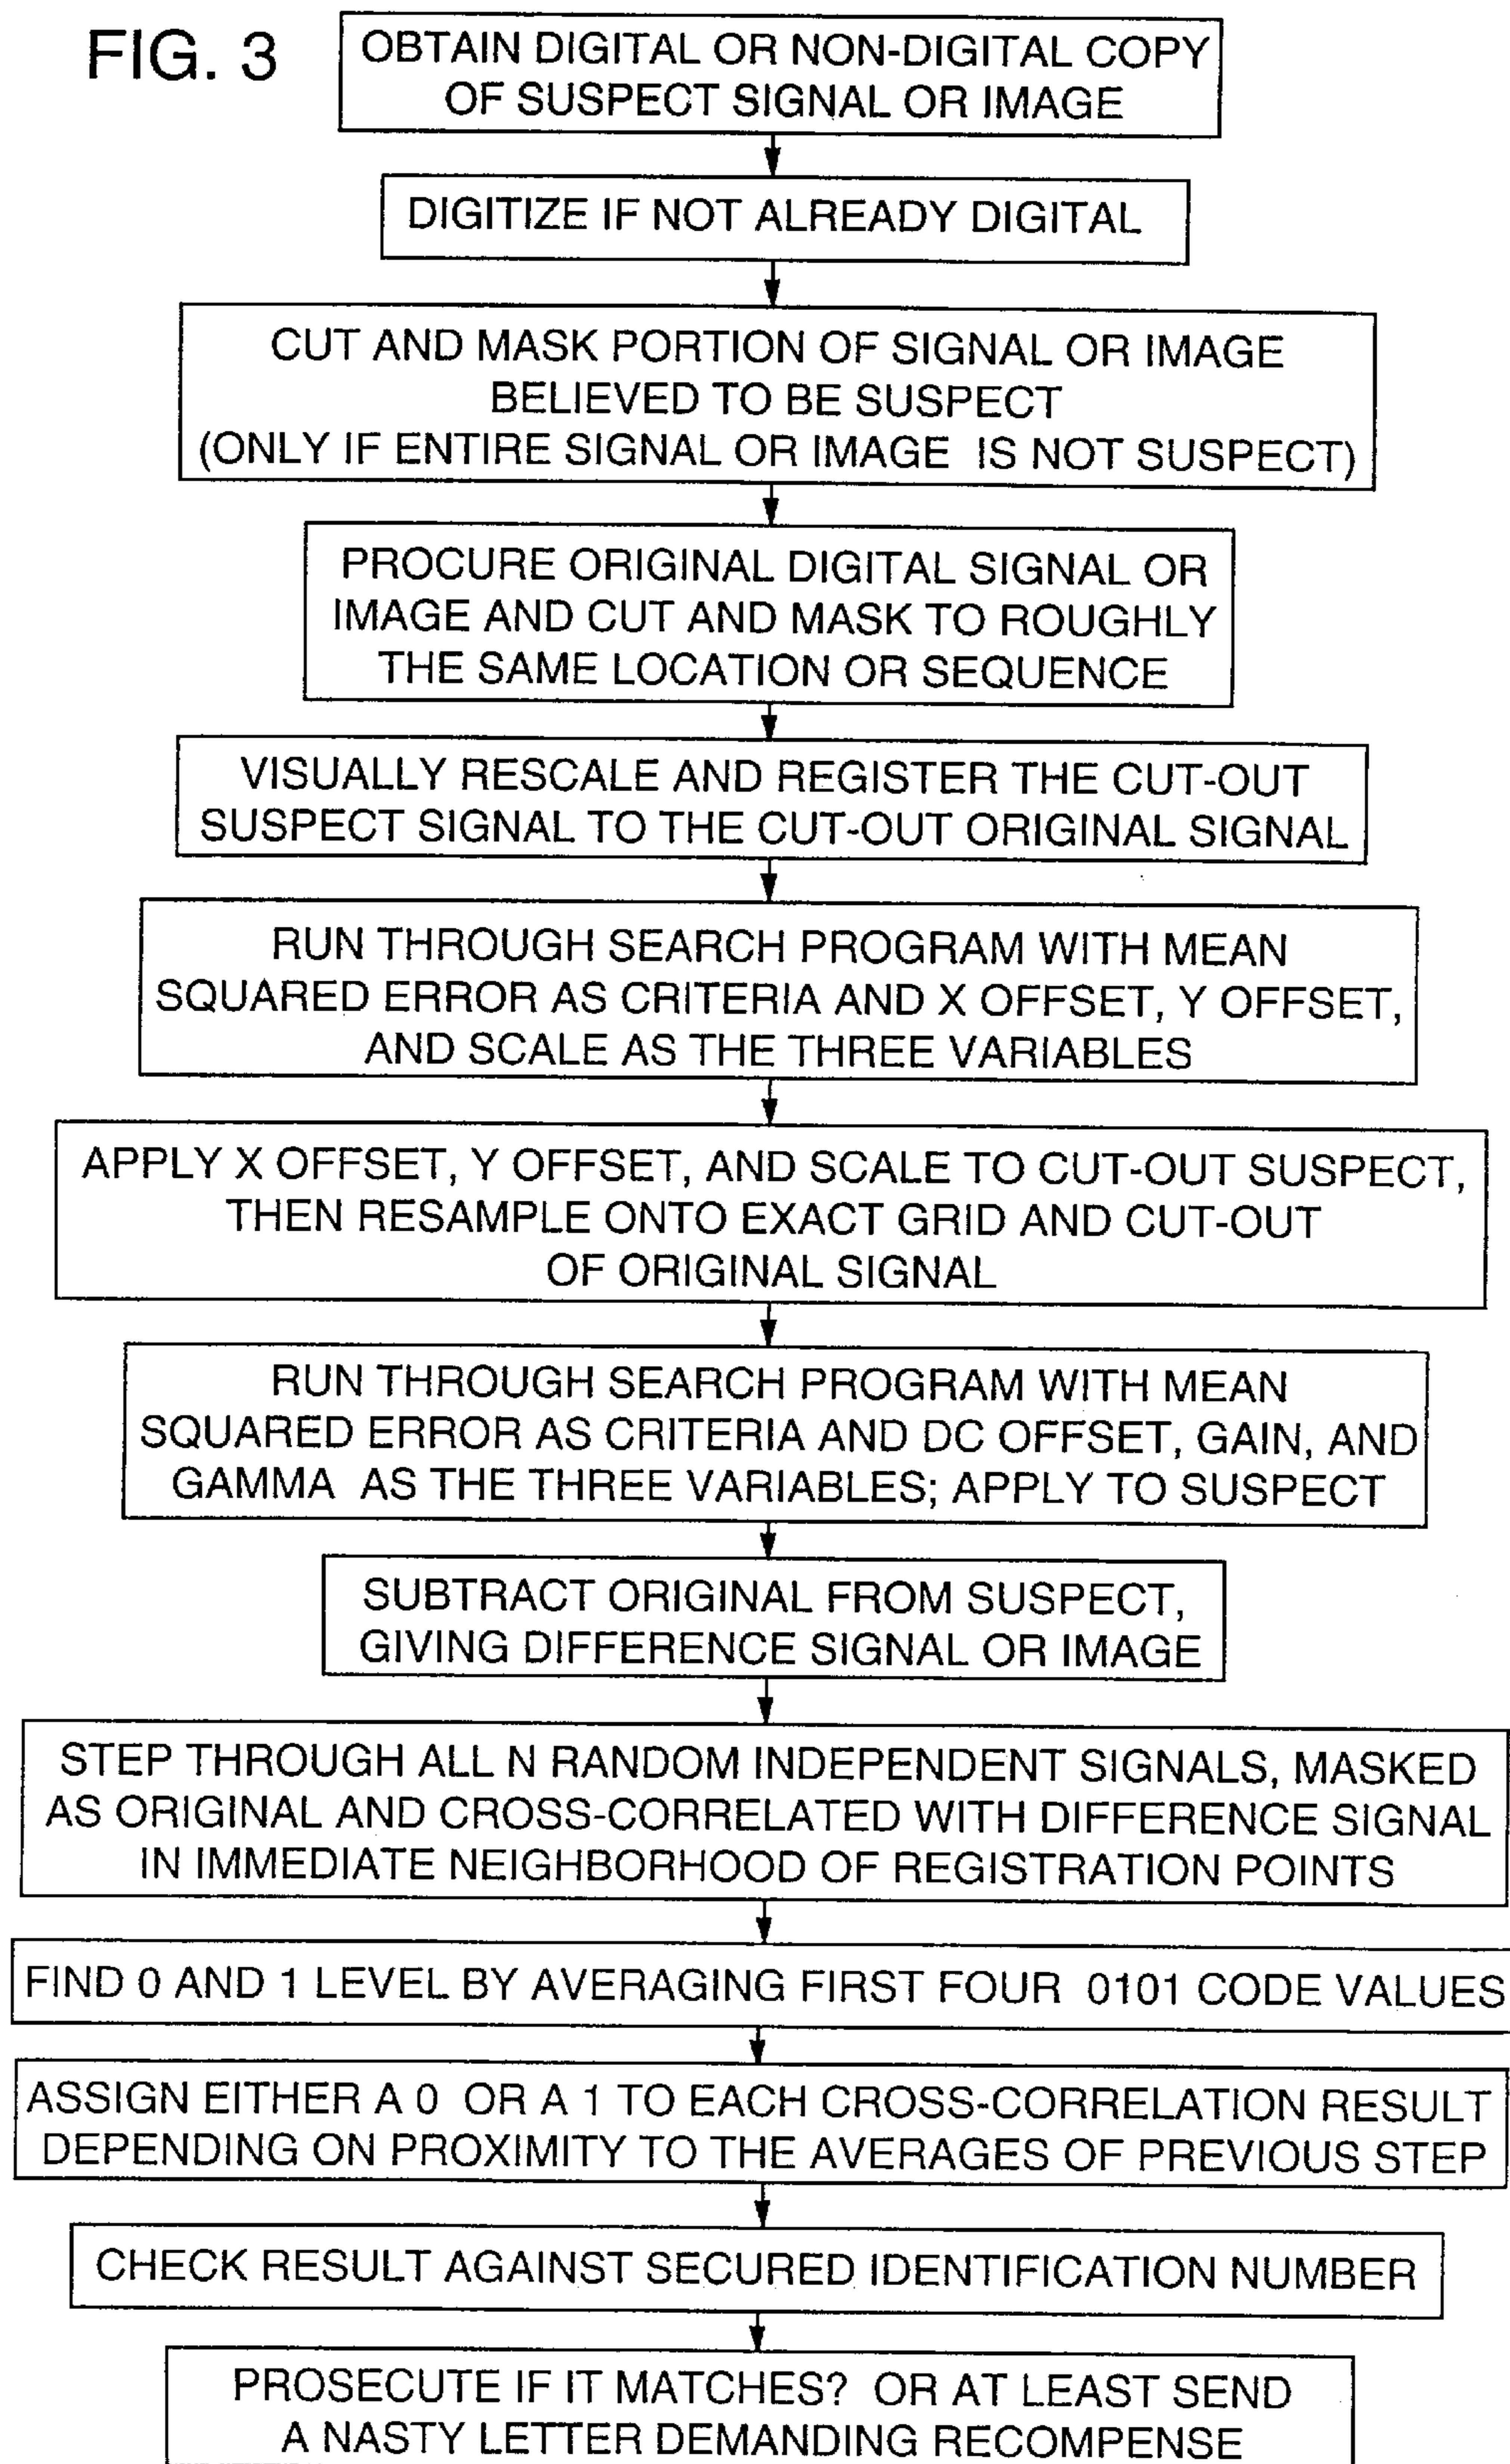 FIG. 3
OBTAIN DIGITAL OR NON-DIGITAL COPY
OF SUSPECT SIGNAL OR IMAGE
DIGITIZE IF NOT ALREADY DIGITAL
CUT AND MASK PORTION OF SIGNAL OR IMAGE
BELIEVED TO BE SUSPECT
(ONLY IF ENTIRE SIGNAL OR IMAGE IS NOT SUSPECT)
PROCURE ORIGINAL DIGITAL SIGNAL OR
IMAGE AND CUT AND MASK TO ROUGHLY
THE SAME LOCATION OR SEQUENCE
VISUALLY RESCALE AND REGISTER THE CUT-OUT
SUSPECT SIGNAL TO THE CUT-OUT ORIGINAL SIGNAL
RUN THROUGH SEARCH PROGRAM WITH MEAN
SQUARED ERROR AS CRITERIA AND X OFFSET, Y OFFSET,
AND SCALE AS THE THREE VARIABLES
APPLY X OFFSET, Y OFFSET, AND SCALE TO CUT-OUT SUSPECT,
THEN RESAMPLE ONTO EXACT GRID AND CUT-OUT
OF ORIGINAL SIGNAL
RUN THROUGH SEARCH PROGRAM WITH MEAN
SQUARED ERROR AS CRITERIA AND DC OFFSET, GAIN, AND
GAMMA AS THE THREE VARIABLES; APPLY TO SUSPECT
SUBTRACT ORIGINAL FROM SUSPECT,
GIVING DIFFERENCE SIGNAL OR IMAGE
STEP THROUGH ALL N RANDOM INDEPENDENT SIGNALS, MASKED
AS ORIGINAL AND CROSS-CORRELATED WITH DIFFERENCE SIGNAL
IN IMMEDIATE NEIGHBORHOOD OF REGISTRATION POINTS
FIND 0 AND 1 LEVEL BY AVERAGING FIRST FOUR 0101 CODE VALUES
ASSIGN EITHER A 0 OR A 1 TO EACH CROSS-CORRELATION RESULT
DEPENDING ON PROXIMITY TO THE AVERAGES OF PREVIOUS STEP
CHECK RESULT AGAINST SECURED IDENTIFICATION NUMBER
PROSECUTE IF IT MATCHES? OR AT LEAST SEND
A NASTY LETTER DEMANDING RECOMPENSE